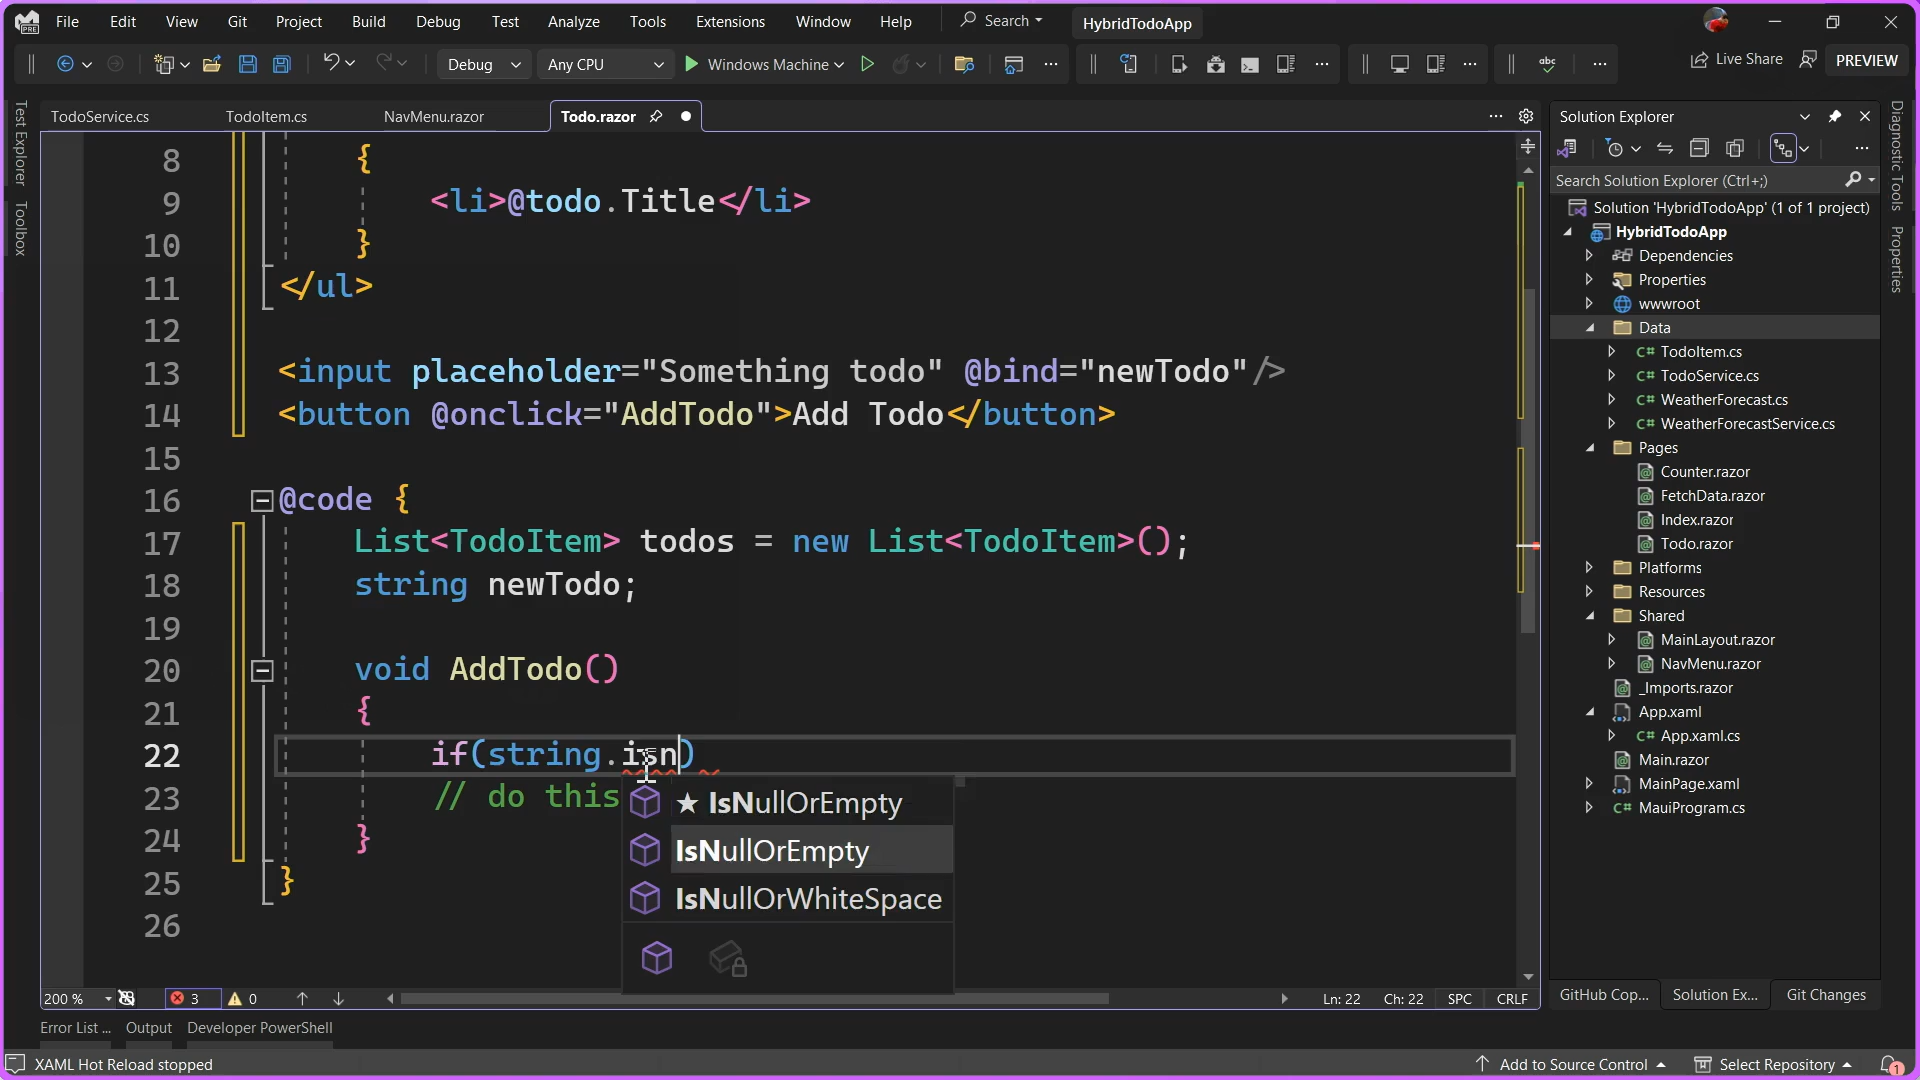 File Edit View Git Project Build Debug Test Analyze Tools Extensions Window Help Search HybridTodoApp
PRE
Debug Any CPU Windows Machine abc Live Share PREVIEW
Test Explorer
Toolbox
TodoService.cs TodoItem.cs NavMenu.razor Todo.razor
8 {
9 <li>@todo.Title</li>
10 }
11 </ul>
12
13 <input placeholder="Something todo" @bind="newTodo"/>
14 <button @onclick="AddTodo">Add Todo</button>
15
16 @code {
17 List<TodoItem> todos = new List<TodoItem>();
18 string newTodo;
19
20 void AddTodo()
21 {
22 if(string.isn)
23 // do this
24 }
25 }
26
★ IsNullOrEmpty
IsNullOrEmpty
IsNullOrWhiteSpace
200 % 3 0 Ln: 22 Ch: 22 SPC CRLF
Error List ... Output Developer PowerShell
Solution Explorer
Search Solution Explorer (Ctrl+;)
Solution 'HybridTodoApp' (1 of 1 project)
HybridTodoApp
Dependencies
Properties
wwwroot
Data
C# TodoItem.cs
C# TodoService.cs
C# WeatherForecast.cs
C# WeatherForecastService.cs
Pages
Counter.razor
FetchData.razor
Index.razor
Todo.razor
Platforms
Resources
Shared
MainLayout.razor
NavMenu.razor
_Imports.razor
App.xaml
C# App.xaml.cs
Main.razor
MainPage.xaml
C# MauiProgram.cs
GitHub Cop... Solution Ex... Git Changes
Diagnostic Tools
Properties
XAML Hot Reload stopped Add to Source Control Select Repository 1